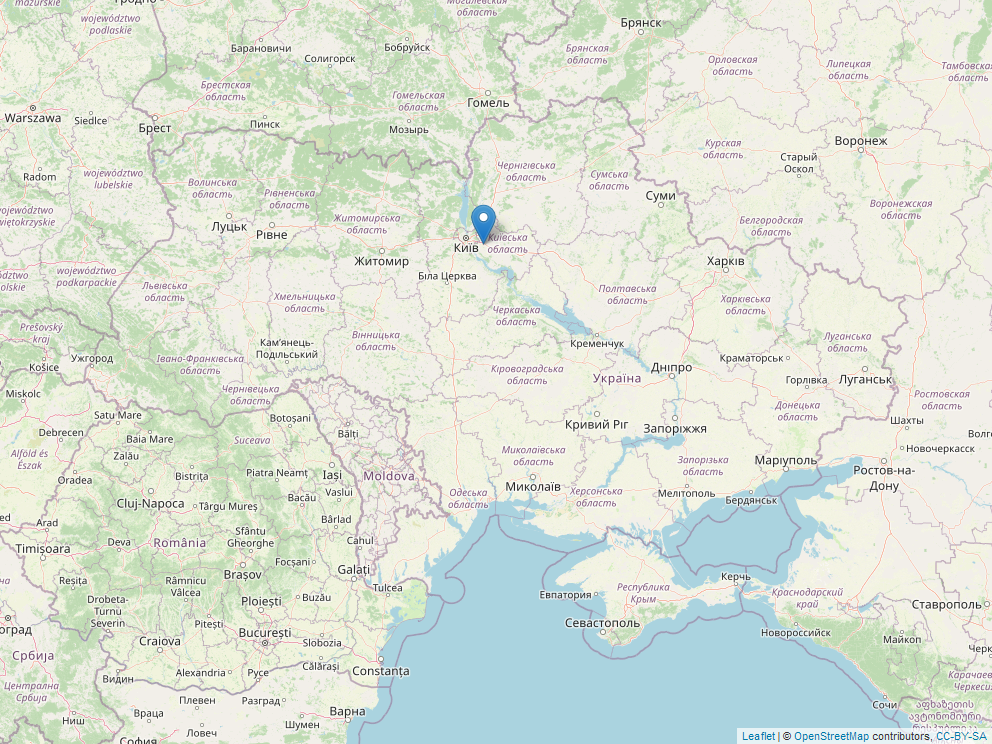 województwo
podlaskie
Барановичи
Солигорск
Бобруйск
Могилевская
область
Брянск
Брянская
область
Орловская
область
Липецкая
область
Тамбовская
область
Warszawa
Siedlce
Брестская
область
Брест
Пинск
Гомельская
область
Гомель
Мозырь
Курская
область
Старый
Оскол
Воронеж
Radom
województwo
lubelskie
Волинська
область
Рівненська
область
Чернігівська
область
Сумська
область
Суми
Воронежская
область
Луцьк
Рівне
Житомирська
область
Київ
Київська
область
Белгородская
область
Житомир
Біла Церква
Харків
województwo
podkarpackie
Львівська
область
Хмельницька
область
Полтавська
область
Харківська
область
Черкаська
область
Prešovský
kraj
Košice
Ужгород
Івано-Франківська
область
Кам'янець-
Подільський
Вінницька
область
Кременчук
Луганська
область
Краматорськ
Дніпро
Україна
Кіровоградська
область
Горлівка
Луганськ
Miskolc
Чернівецька
область
Ростовская
область
Satu Mare
Botoșani
Кривий Ріг
Запоріжжя
Донецька
область
Шахты
Debrecen
Baia Mare
Suceava
Bălți
Новочеркасск
Alföld és
Észak
Zalău
Миколаївська
область
Запорізька
область
Маріуполь
Ростов-на-
Дону
Oradea
Bistrița
Piatra Neamț
Iași
Moldova
Cluj-Napoca
Târgu Mureș
Bacău
Vaslui
Одеська
область
Миколаїв
Херсонська
область
Мелітополь
Бердянськ
Arad
Timișoara
Deva
România
Sfântu
Gheorghe
Bârlad
Cahul
Focșani
Reșița
Râmnicu
Vâlcea
Brașov
Galați
Tulcea
Drobeta-
Turnu
Severin
Ploiești
Buzău
Евпатория
Республика
Крым
Керчь
Краснодарский
край
Ставрополь
Pitești
București
Slobozia
Севастополь
Новороссийск
Майкоп
Србија
Craiova
Alexandria
Русе
Călărași
Constanța
Видин
Централна
Србија
Плевен
Разград
Враца
Шумен
Варна
Ниш
Ловеч
София
Сочи
Leaflet | © OpenStreetMap contributors, CC-BY-SA